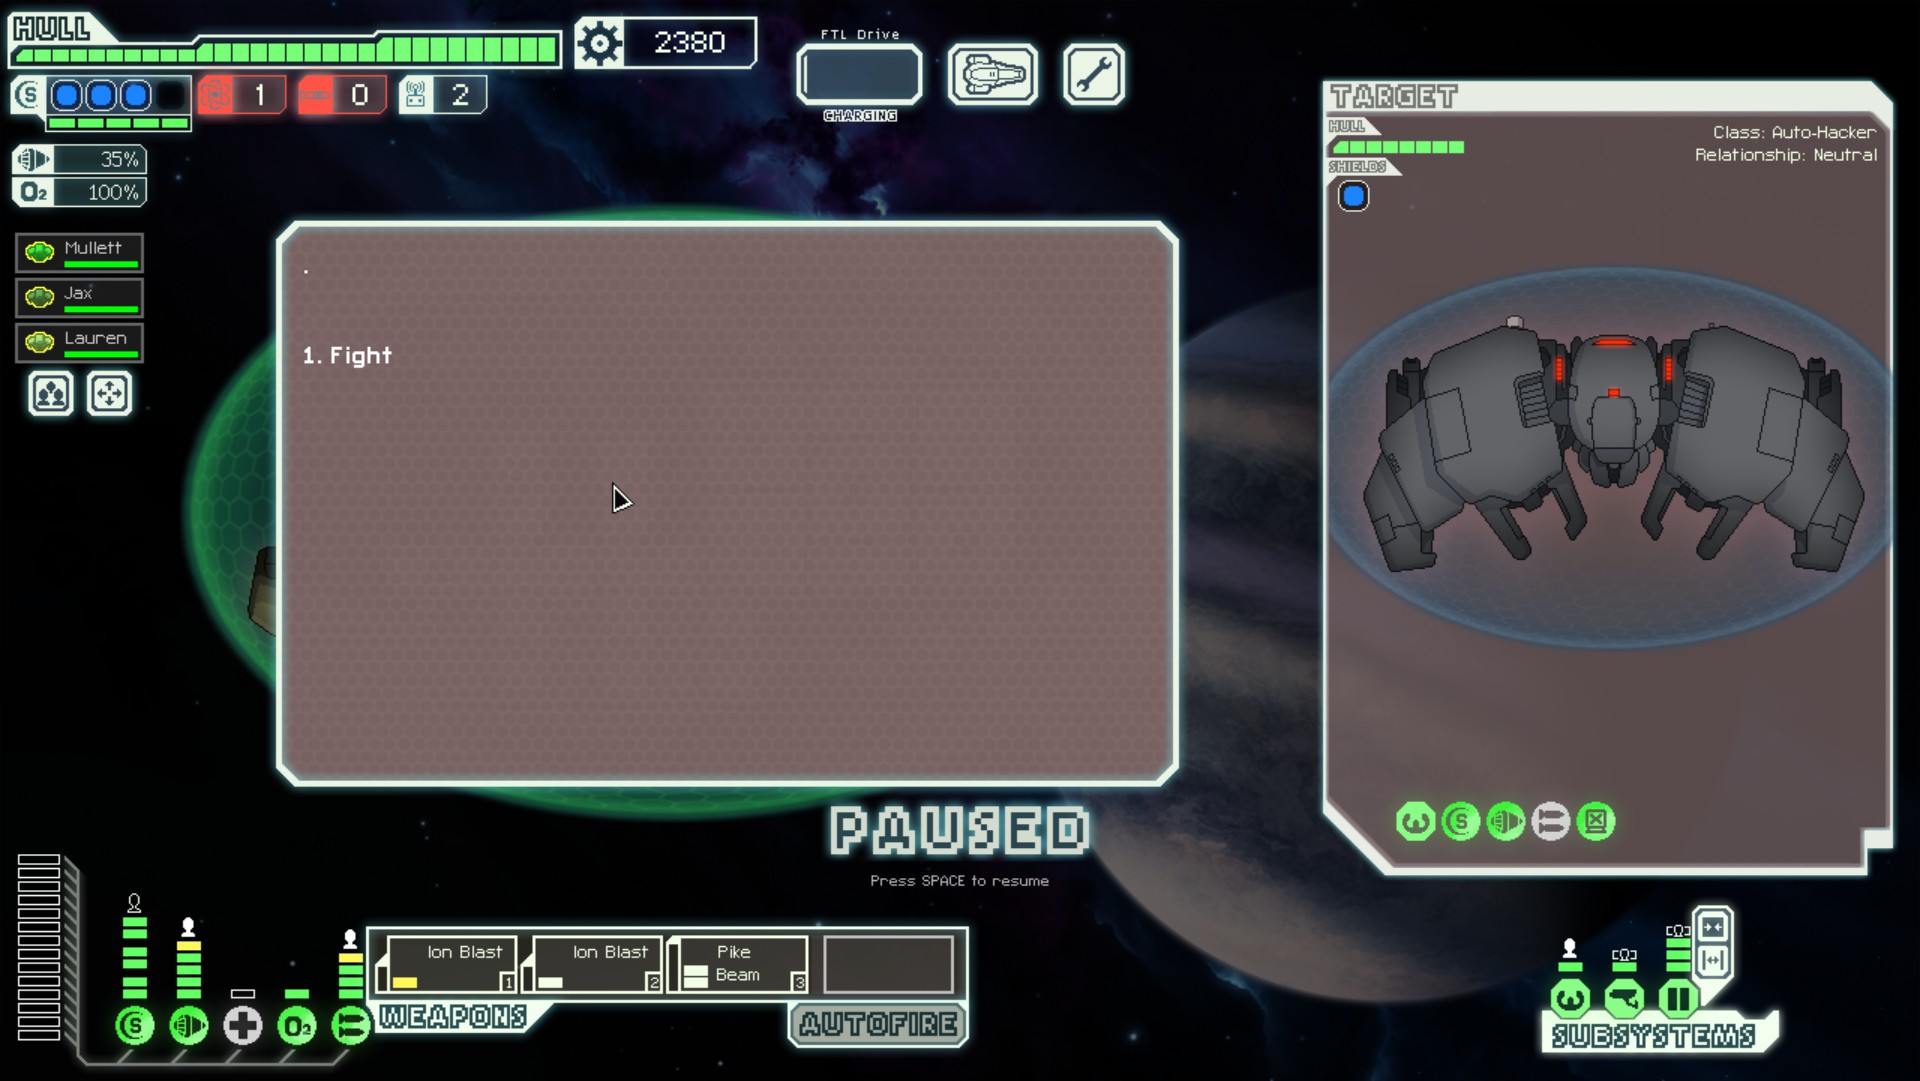 HULL
2380
FTL Drive
CHARGING
1
0
2
35%
O2
100%
Mullett
Jax
Lauren
.
1. Fight
TARGET
HULL
Class: Auto-Hacker
Relationship: Neutral
SHIELDS
PAUSED
Press SPACE to resume
Ion Blast
1
Ion Blast
2
Pike
Beam
3
WEAPONS
AUTOFIRE
S
O2
SUBSYSTEMS